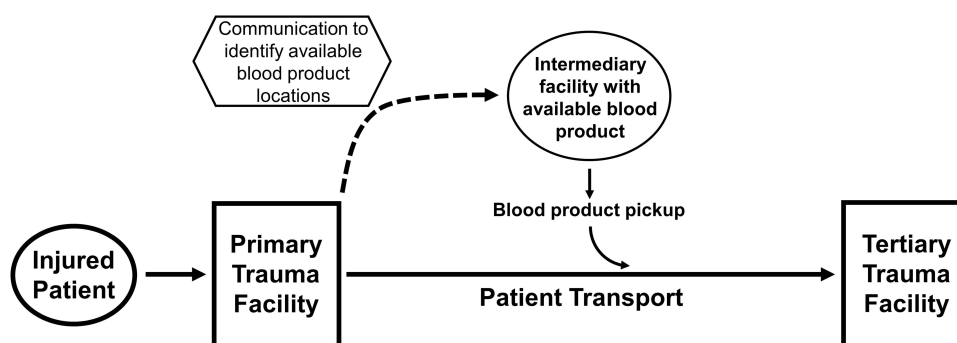 Communication to
identify available
blood product
locations
Intermediary
facility with
available blood
product
Blood product pickup
Injured
Patient
Primary
Trauma
Facility
Patient Transport
Tertiary
Trauma
Facility